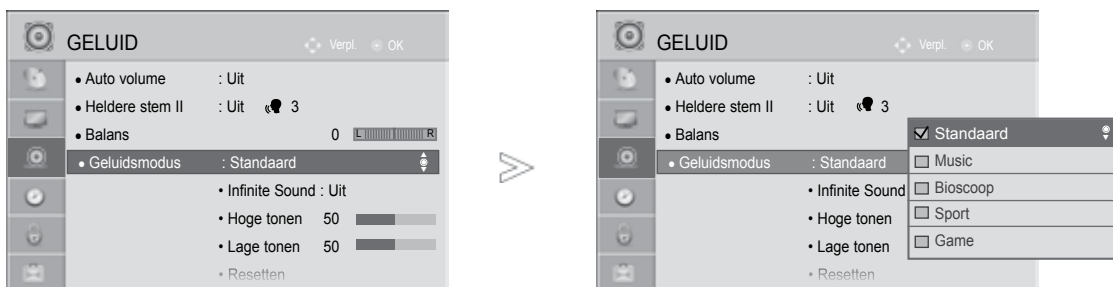 GELUID Verpl. OK
• Auto volume : Uit
• Heldere stem II : Uit 3
• Balans 0 L R
• Geluidsmodus : Standaard
• Infinite Sound : Uit
• Hoge tonen 50
• Lage tonen 50
• Resetten
GELUID Verpl. OK
• Auto volume : Uit
• Heldere stem II : Uit 3
• Balans
• Geluidsmodus : Standaard
• Infinite Sound
• Hoge tonen
• Lage tonen
• Resetten
Standaard
Music
Bioscoop
Sport
Game